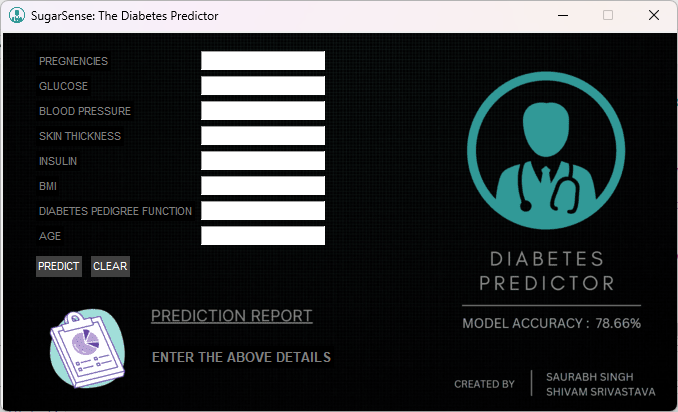 SugarSense: The Diabetes Predictor
PREGNENCIES
GLUCOSE
BLOOD PRESSURE
SKIN THICKNESS
INSULIN
BMI
DIABETES PEDIGREE FUNCTION
AGE
PREDICT CLEAR
PREDICTION REPORT
ENTER THE ABOVE DETAILS
DIABETES
PREDICTOR
MODEL ACCURACY : 78.66%
CREATED BY
SAURABH SINGH
SHIVAM SRIVASTAVA